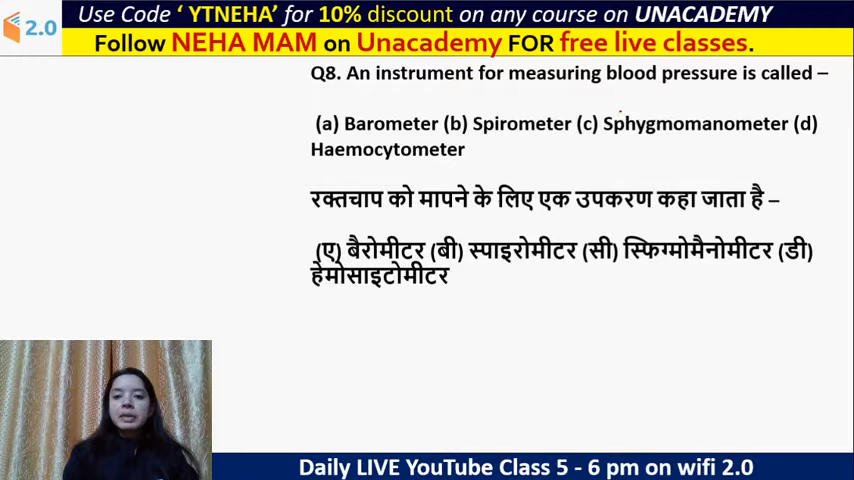 2.0
Use Code ‘ YTNEHA’ for 10% discount on any course on UNACADEMY
Follow NEHA MAM on Unacademy FOR free live classes.
Q8. An instrument for measuring blood pressure is called –
(a) Barometer (b) Spirometer (c) Sphygmomanometer (d)
Haemocytometer
रक्तचाप को मापने के लिए एक उपकरण कहा जाता है –
(ए) बैरोमीटर (बी) स्पाइरोमीटर (सी) स्फिग्मोमैनोमीटर (डी)
हेमोसाइटोमीटर
Daily LIVE YouTube Class 5 - 6 pm on wifi 2.0